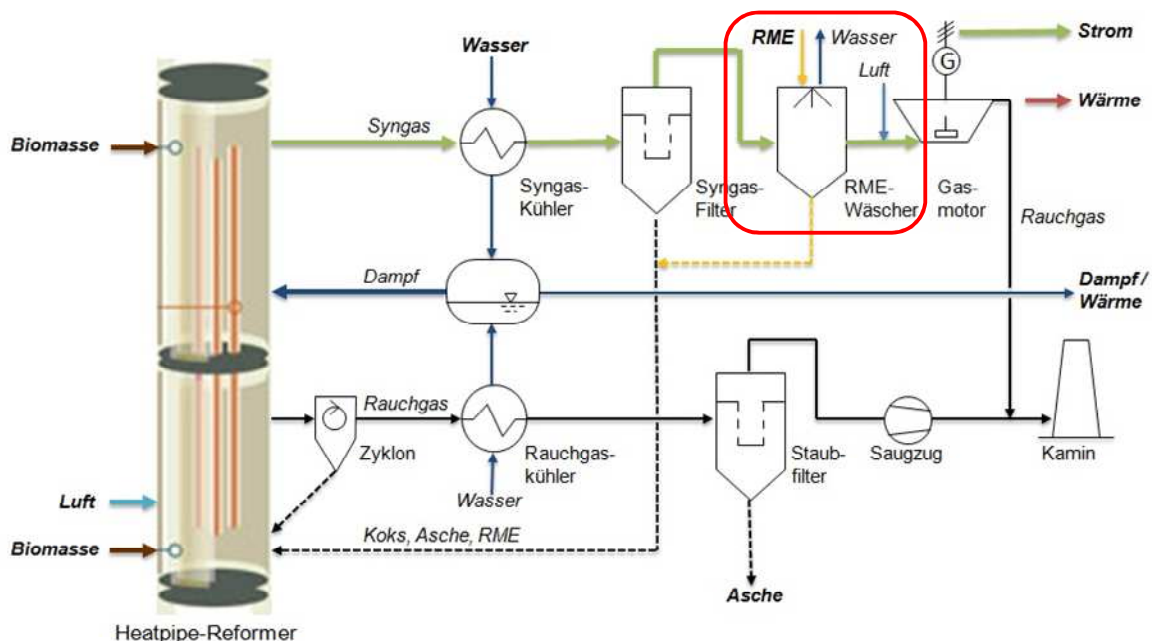 Wasser
RME
Wasser
Luft
G
Strom
Wärme
Biomasse
Syngas
Syngas-
Kühler
Syngas-
Filter
RME-
Wäscher
Gas-
motor
Rauchgas
Dampf
Dampf /
Wärme
Rauchgas
Zyklon
Rauchgas-
kühler
Wasser
Staub-
filter
Saugzug
Kamin
Luft
Biomasse
Koks, Asche, RME
Asche
Heatpipe-Reformer